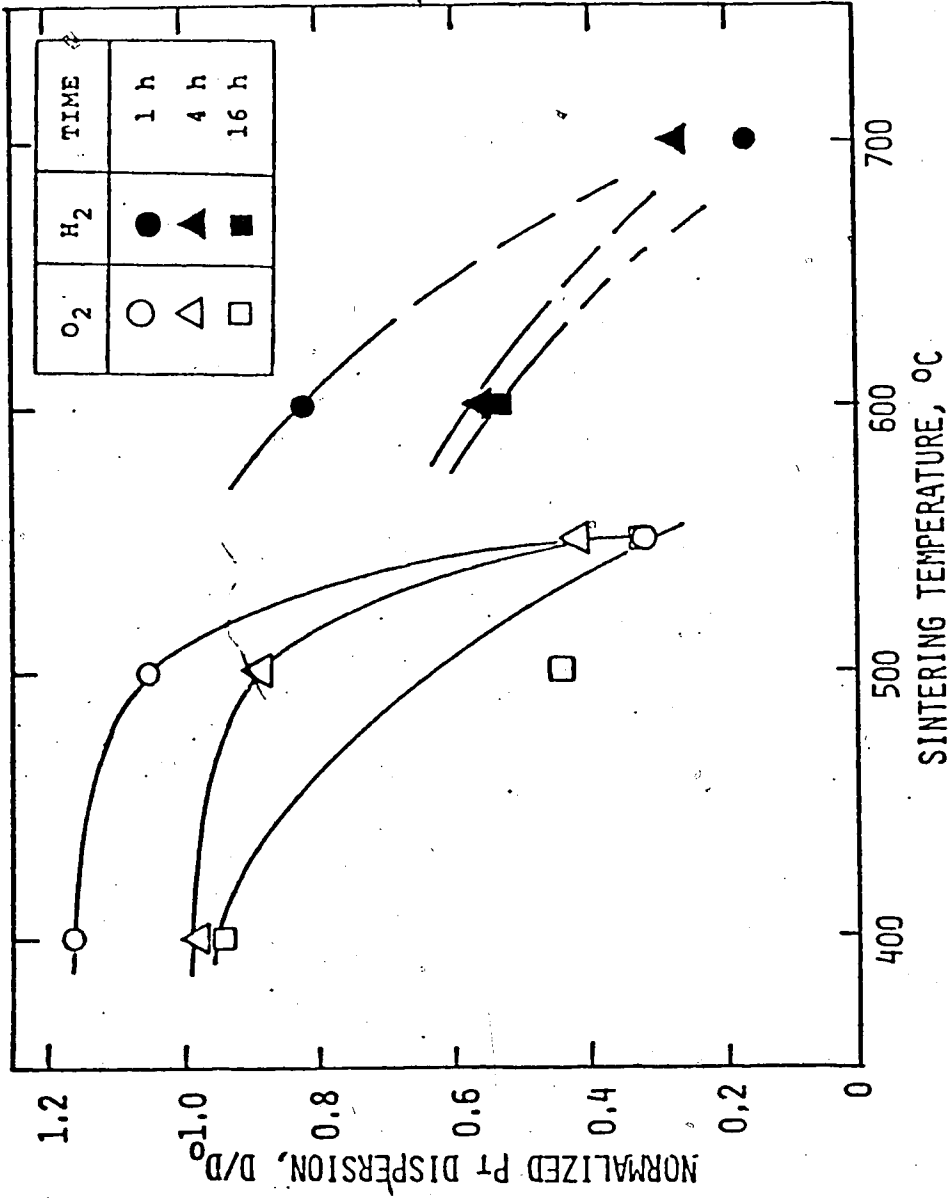 O2 H2 TIME
1 h
4 h
16 h
1.2
1.0
0.8
0.6
0.4
0.2
0
NORMALIZED PT DISPERSION, D/Do
400 500 600 700
SINTERING TEMPERATURE, °C